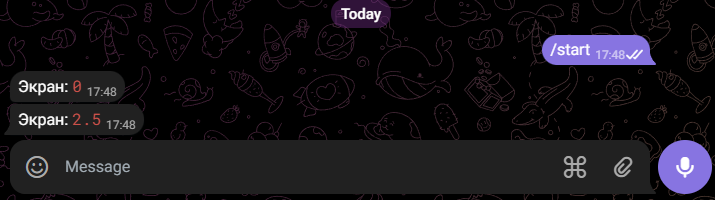 Today
/start 17:48
Экран: 0 17:48
Экран: 2.5 17:48
Message